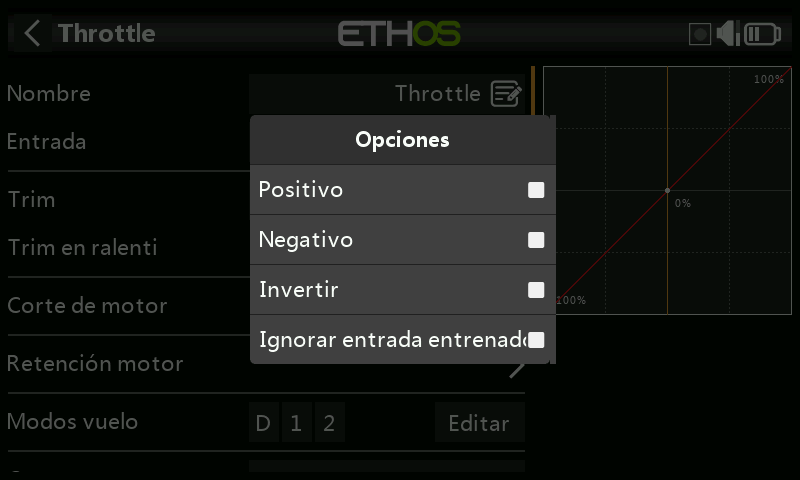 Throttle
ETHOS
Nombre
Throttle
Entrada
Trim
Trim en ralenti
Corte de motor
Retención motor
Modos vuelo
D 1 2
Editar
Opciones
Positivo
Negativo
Invertir
Ignorar entrada entrenad
100%
0%
100%